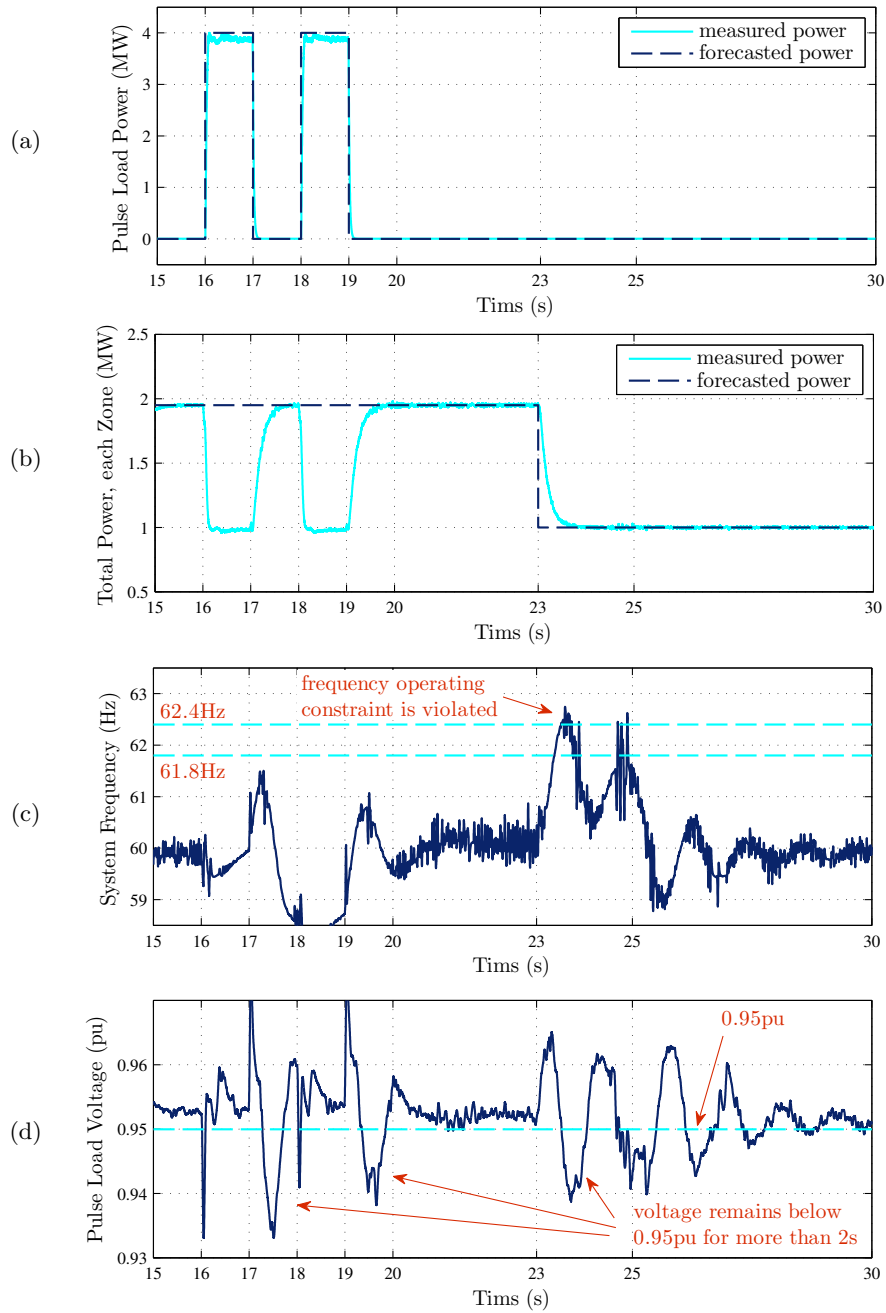 (a)
Pulse Load Power (MW)
4
3
2
1
0
measured power
forecasted power
15 16 17 18 19 20 23 25 30
Tims (s)
(b)
Total Power, each Zone (MW)
2.5
2
1.5
1
0.5
measured power
forecasted power
15 16 17 18 19 20 23 25 30
Tims (s)
(c)
System Frequency (Hz)
63
62
61
60
59
62.4Hz
61.8Hz
frequency operating
constraint is violated
15 16 17 18 19 20 23 25 30
Tims (s)
(d)
Pulse Load Voltage (pu)
0.96
0.95
0.94
0.93
0.95pu
voltage remains below
0.95pu for more than 2s
15 16 17 18 19 20 23 25 30
Tims (s)